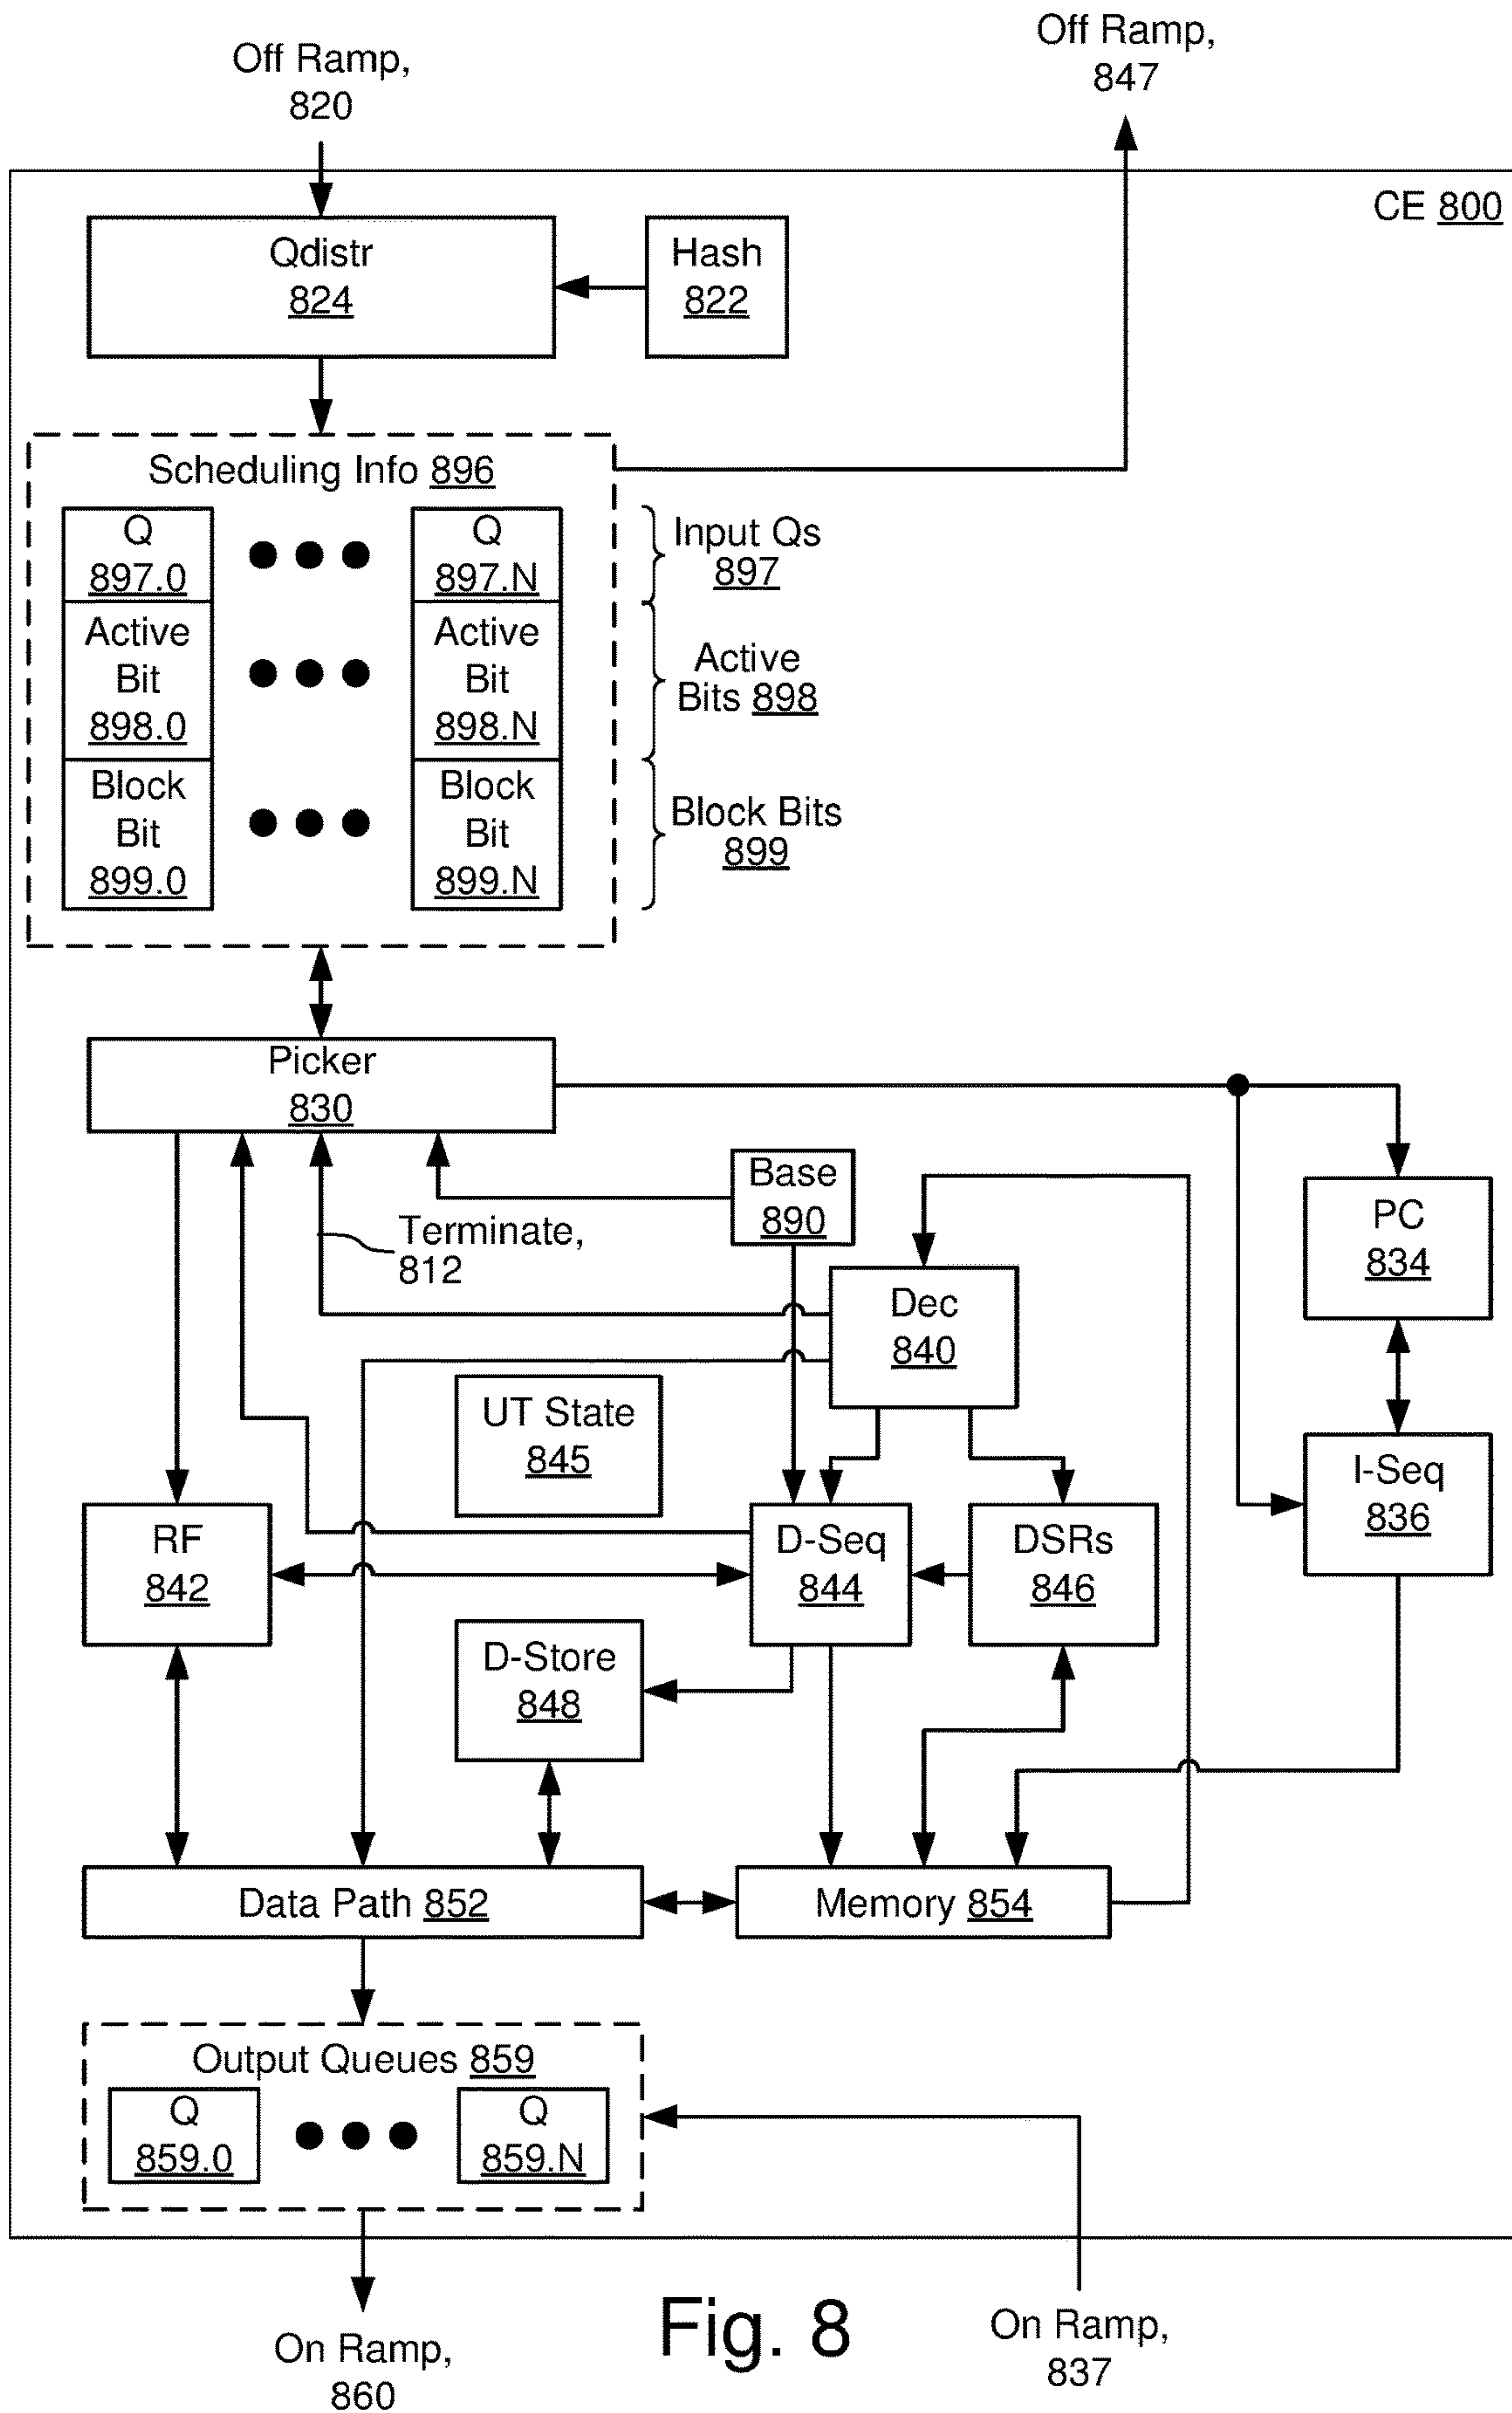 Off Ramp,
820
Off Ramp,
847
CE 800
Qdistr
824
Hash
822
Scheduling Info 896
Q
897.0
Q
897.N
Input Qs
897
Active
Bit
898.0
Active
Bit
898.N
Active
Bits 898
Block
Bit
899.0
Block
Bit
899.N
Block Bits
899
Picker
830
Base
890
Terminate,
812
PC
834
Dec
840
UT State
845
I-Seq
836
RF
842
D-Seq
844
DSRs
846
D-Store
848
Data Path 852
Memory 854
Output Queues 859
Q
859.0
Q
859.N
On Ramp,
860
Fig. 8
On Ramp,
837